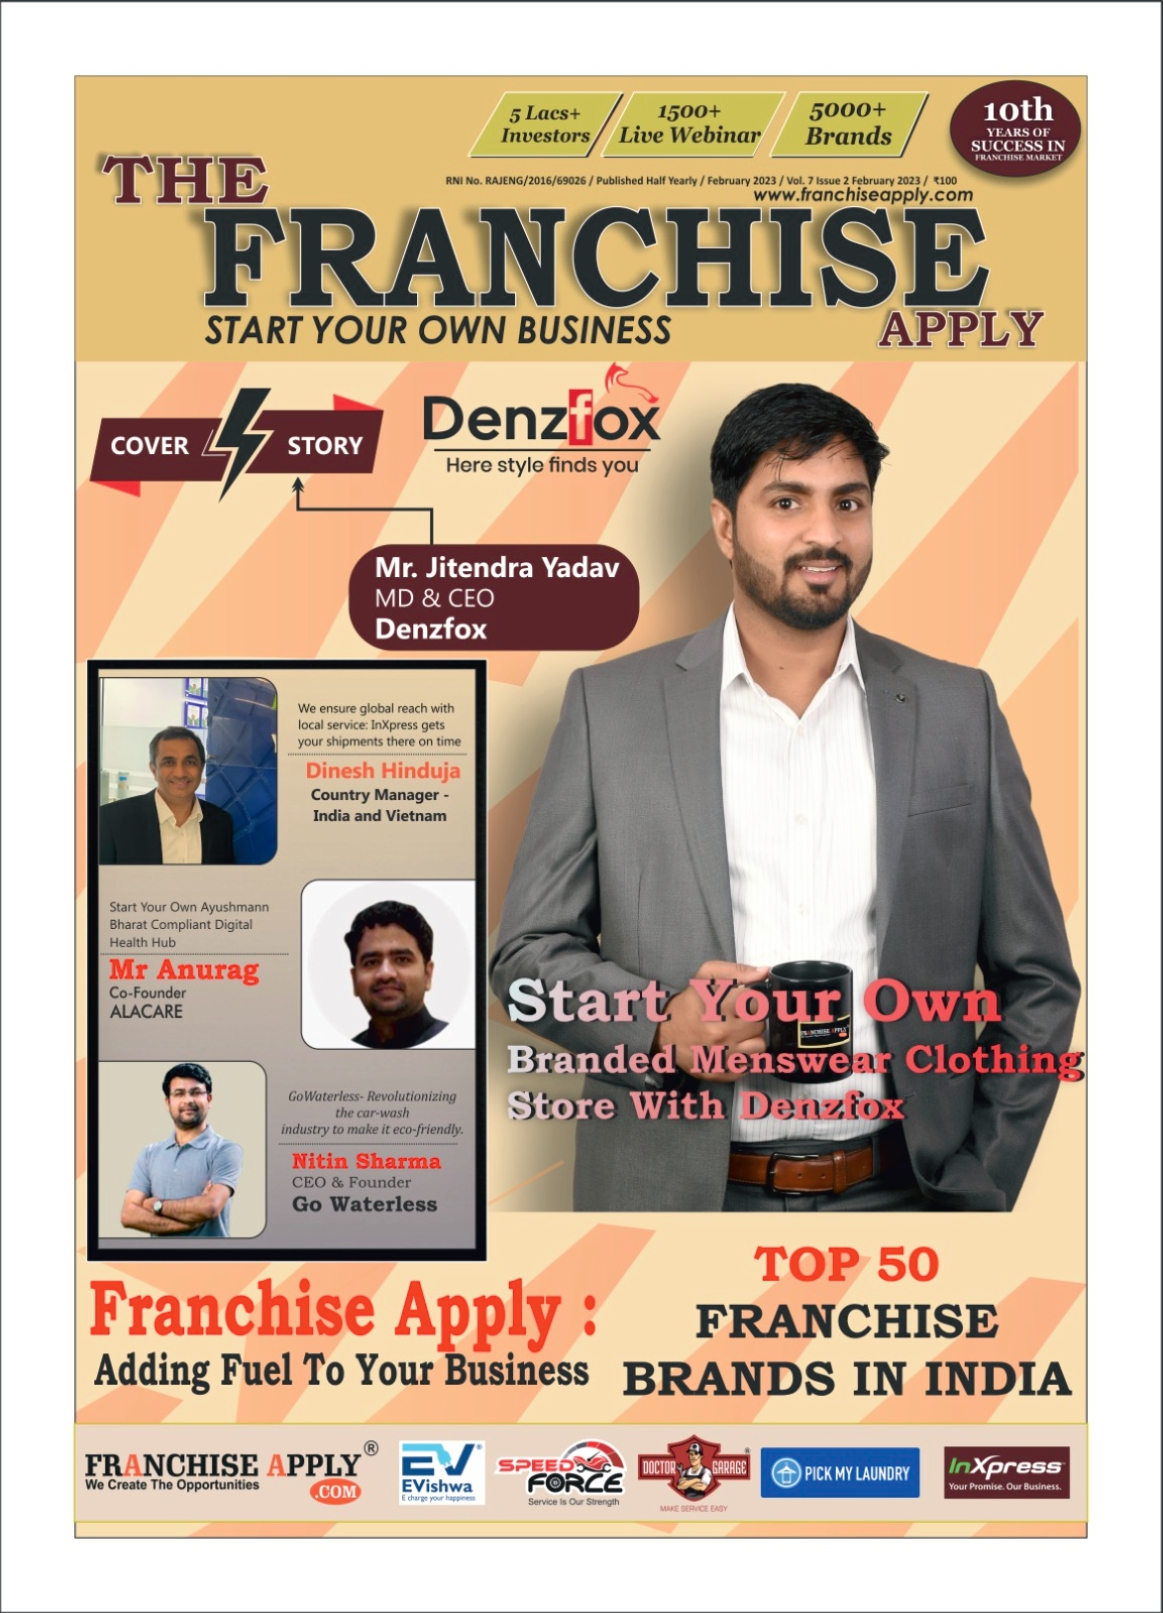 5 Lacs+
Investors
1500+
Live Webinar
5000+
Brands
10th
YEARS OF
SUCCESS IN
FRANCHISE MARKET
RNI No. RAJENG/2016/69026 / Published Half Yearly / February 2023 / Vol. 7 Issue 2 February 2023 / ₹100
www.franchiseapply.com
THE
FRANCHISE
APPLY
START YOUR OWN BUSINESS
COVER STORY
Denzfox
Here style finds you
Mr. Jitendra Yadav
MD & CEO
Denzfox
We ensure global reach with
local service: InXpress gets
your shipments there on time
Dinesh Hinduja
Country Manager -
India and Vietnam
Start Your Own Ayushmann
Bharat Compliant Digital
Health Hub
Mr Anurag
Co-Founder
ALACARE
GoWaterless- Revolutionizing
the car-wash
industry to make it eco-friendly.
Nitin Sharma
CEO & Founder
Go Waterless
FRANCHISE APPLY
Start Your Own
Branded Menswear Clothing
Store With Denzfox
Franchise Apply :
Adding Fuel To Your Business
TOP 50
FRANCHISE
BRANDS IN INDIA
FRANCHISE APPLY®
We Create The Opportunities
.COM
EV®
EVishwa
E charge your happiness
SPEED
FORCE
Service Is Our Strength
DOCTOR GARAGE®
MAKE SERVICE EASY
PICK MY LAUNDRY
InXpress
Your Promise. Our Business.